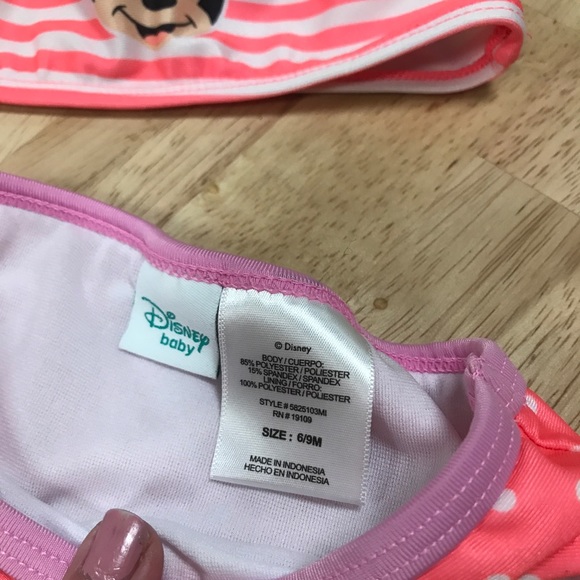 Disney
baby
© Disney
BODY / CUERPO:
85% POLYESTER / POLIESTER
15% SPANDEX / SPANDEX
LINING / FORRO:
100% POLYESTER / POLIESTER
STYLE # 5825103MI
RN # 19109
SIZE : 6/9M
MADE IN INDONESIA
HECHO EN INDONESIA